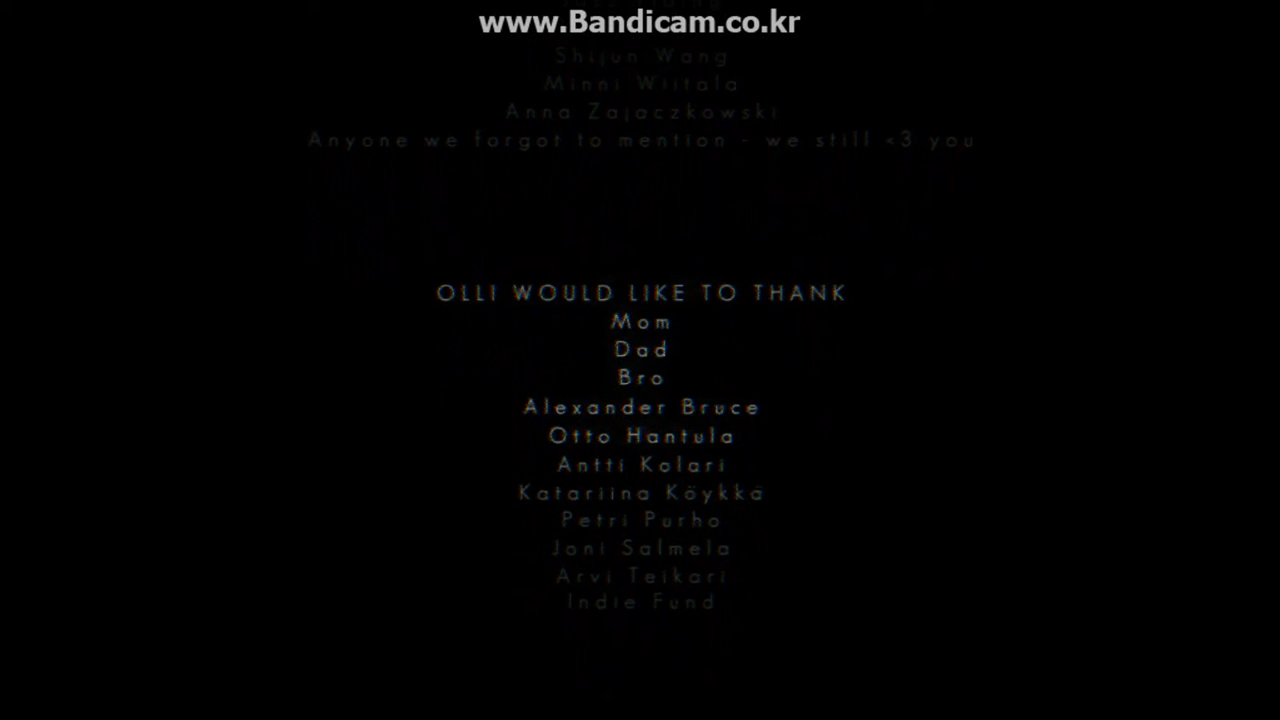 www.Bandicam.co.kr
Shijun Wang
Minni Wiitala
Anna Zajaczkowski
Anyone we forgot to mention - we still <3 you
OLLI WOULD LIKE TO THANK
Mom
Dad
Bro
Alexander Bruce
Otto Hantula
Antti Kolari
Katariina Köykkä
Petri Purho
Joni Salmela
Arvi Teikari
Indie Fund